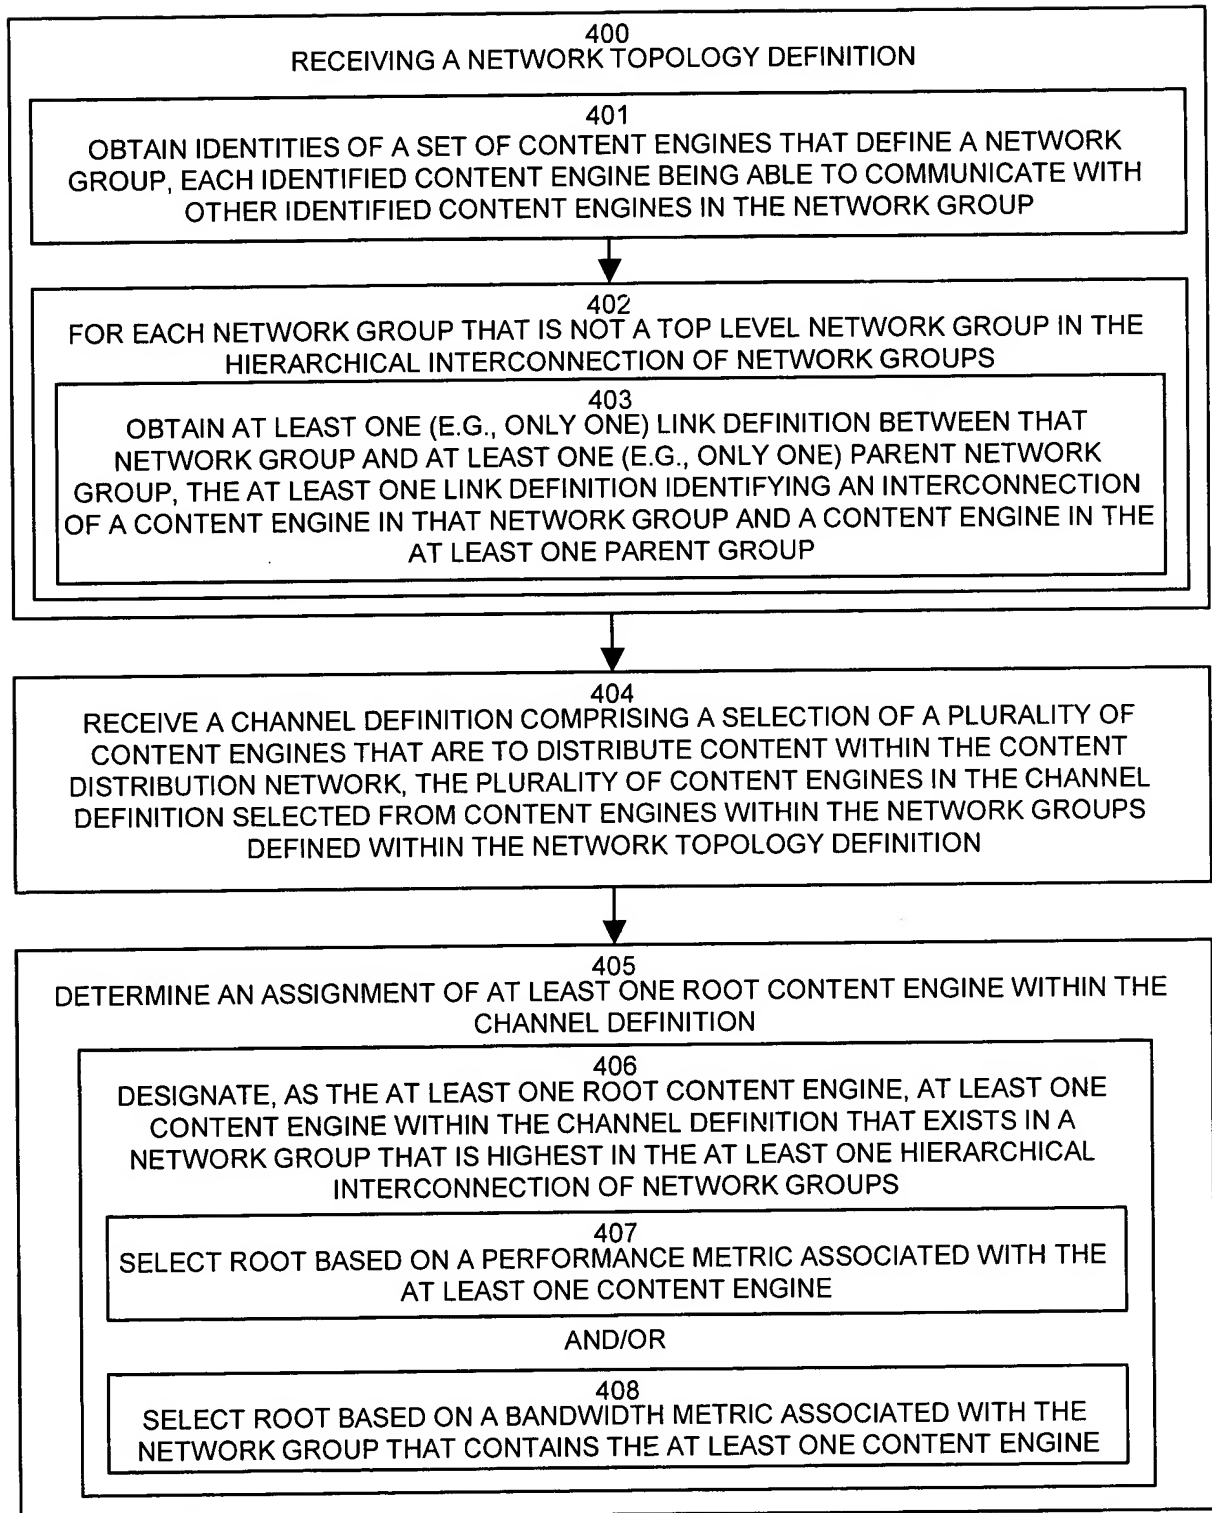 400
RECEIVING A NETWORK TOPOLOGY DEFINITION
401
OBTAIN IDENTITIES OF A SET OF CONTENT ENGINES THAT DEFINE A NETWORK
GROUP, EACH IDENTIFIED CONTENT ENGINE BEING ABLE TO COMMUNICATE WITH
OTHER IDENTIFIED CONTENT ENGINES IN THE NETWORK GROUP
402
FOR EACH NETWORK GROUP THAT IS NOT A TOP LEVEL NETWORK GROUP IN THE
HIERARCHICAL INTERCONNECTION OF NETWORK GROUPS
403
OBTAIN AT LEAST ONE (E.G., ONLY ONE) LINK DEFINITION BETWEEN THAT
NETWORK GROUP AND AT LEAST ONE (E.G., ONLY ONE) PARENT NETWORK
GROUP, THE AT LEAST ONE LINK DEFINITION IDENTIFYING AN INTERCONNECTION
OF A CONTENT ENGINE IN THAT NETWORK GROUP AND A CONTENT ENGINE IN THE
AT LEAST ONE PARENT GROUP
404
RECEIVE A CHANNEL DEFINITION COMPRISING A SELECTION OF A PLURALITY OF
CONTENT ENGINES THAT ARE TO DISTRIBUTE CONTENT WITHIN THE CONTENT
DISTRIBUTION NETWORK, THE PLURALITY OF CONTENT ENGINES IN THE CHANNEL
DEFINITION SELECTED FROM CONTENT ENGINES WITHIN THE NETWORK GROUPS
DEFINED WITHIN THE NETWORK TOPOLOGY DEFINITION
405
DETERMINE AN ASSIGNMENT OF AT LEAST ONE ROOT CONTENT ENGINE WITHIN THE
CHANNEL DEFINITION
406
DESIGNATE, AS THE AT LEAST ONE ROOT CONTENT ENGINE, AT LEAST ONE
CONTENT ENGINE WITHIN THE CHANNEL DEFINITION THAT EXISTS IN A
NETWORK GROUP THAT IS HIGHEST IN THE AT LEAST ONE HIERARCHICAL
INTERCONNECTION OF NETWORK GROUPS
407
SELECT ROOT BASED ON A PERFORMANCE METRIC ASSOCIATED WITH THE
AT LEAST ONE CONTENT ENGINE
AND/OR
408
SELECT ROOT BASED ON A BANDWIDTH METRIC ASSOCIATED WITH THE
NETWORK GROUP THAT CONTAINS THE AT LEAST ONE CONTENT ENGINE